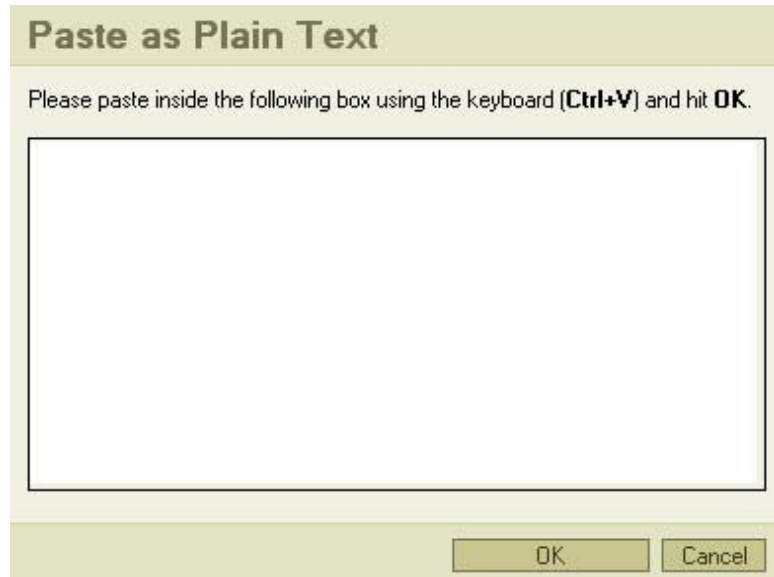 Paste as Plain Text
Please paste inside the following box using the keyboard (Ctrl+V) and hit OK.
OK
Cancel